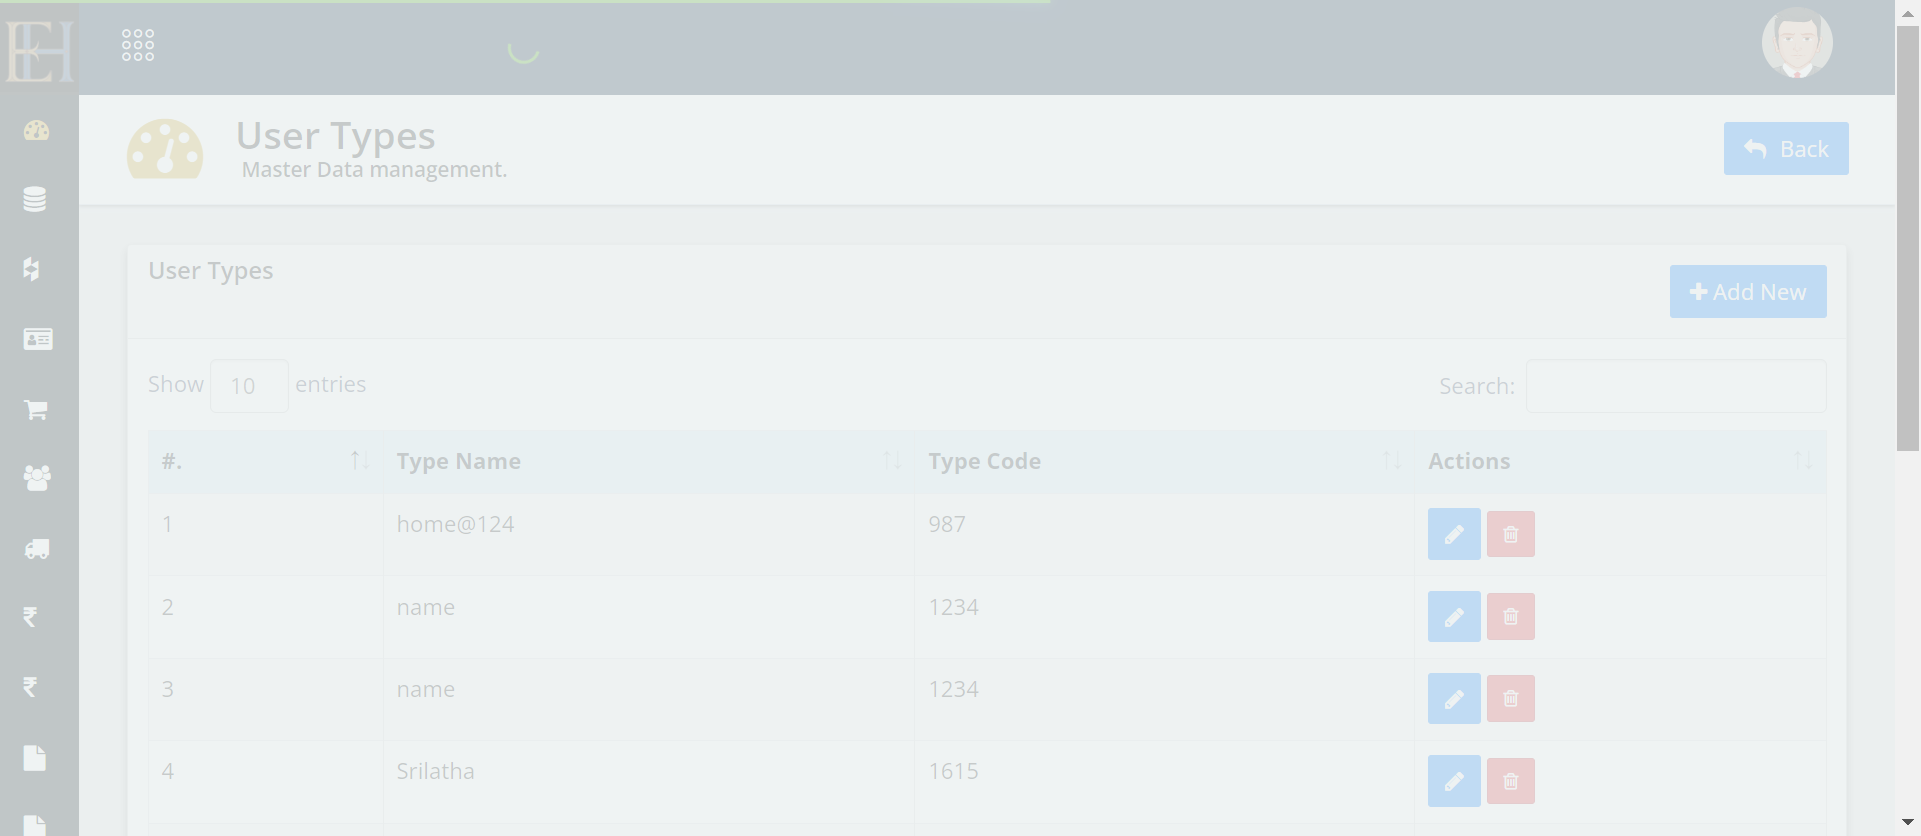 EH
User Types
Master Data management.
Back
User Types
Add New
Show 10 entries
Search:
#. Type Name Type Code Actions
1 home@124 987
2 name 1234
3 name 1234
4 Srilatha 1615